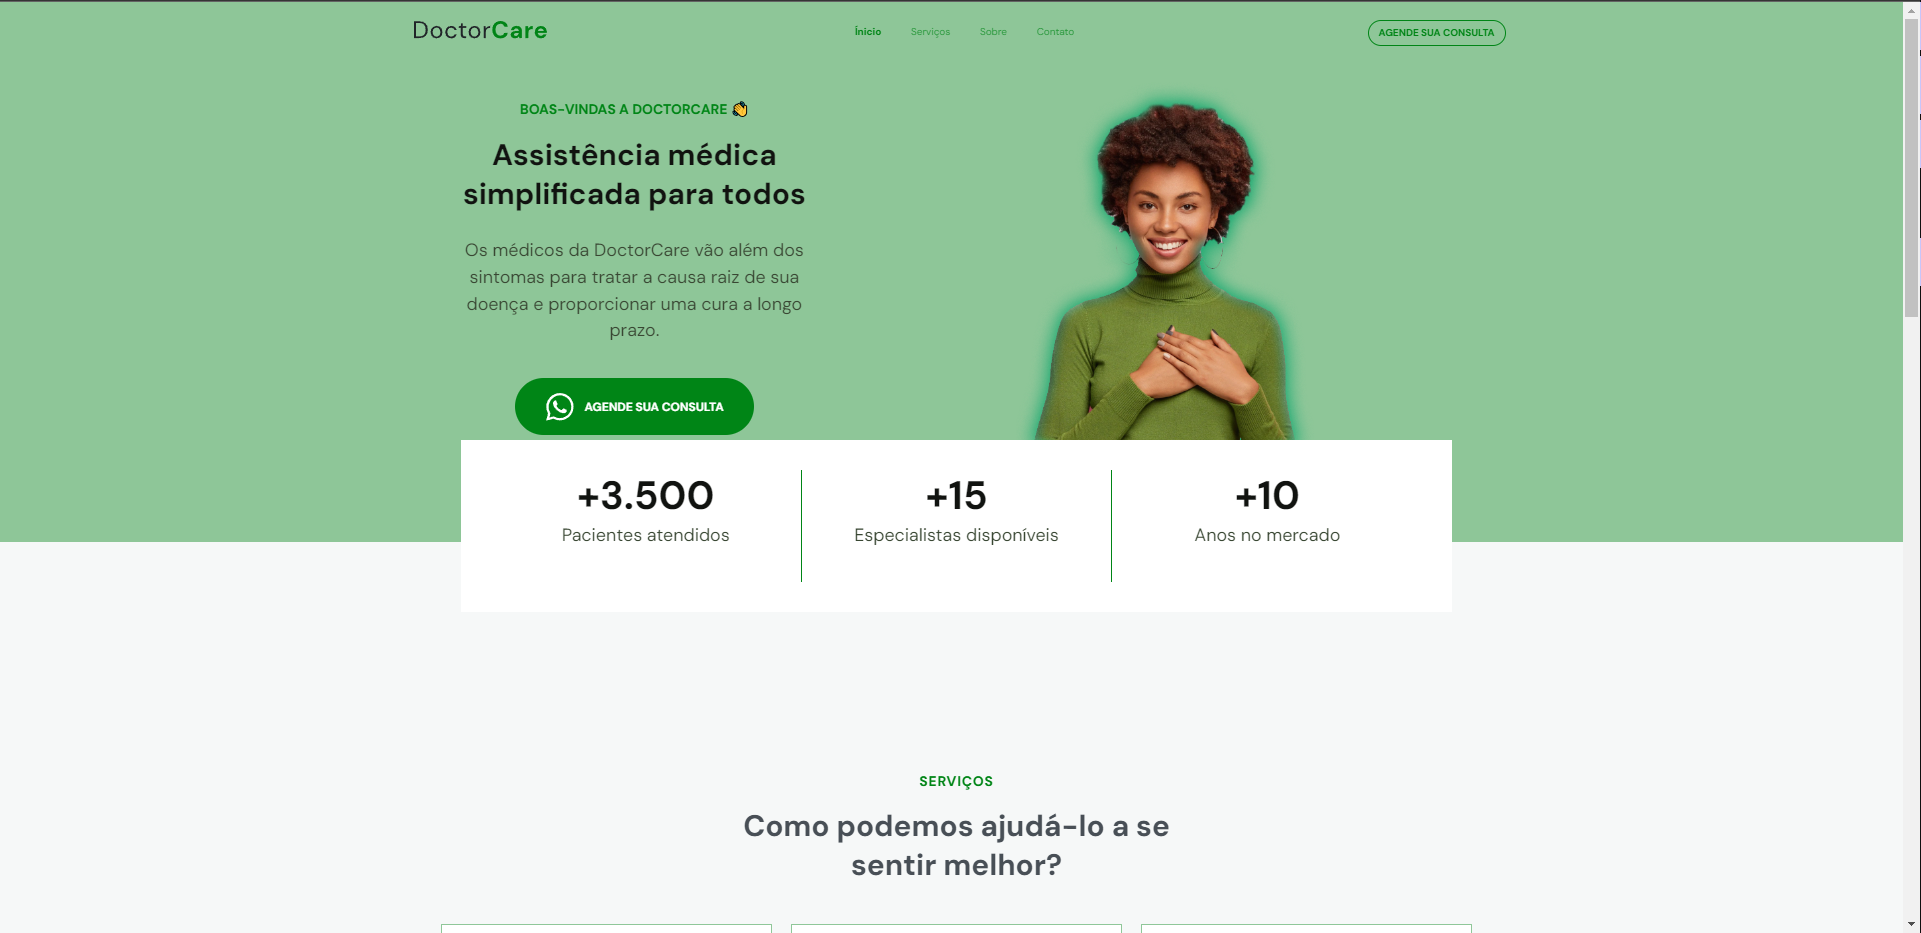 DoctorCare
Ínicio
Serviços
Sobre
Contato
AGENDE SUA CONSULTA
BOAS-VINDAS A DOCTORCARE 👋
Assistência médica
simplificada para todos
Os médicos da DoctorCare vão além dos
sintomas para tratar a causa raiz de sua
doença e proporcionar uma cura a longo
prazo.
AGENDE SUA CONSULTA
+3.500
Pacientes atendidos
+15
Especialistas disponíveis
+10
Anos no mercado
SERVIÇOS
Como podemos ajudá-lo a se
sentir melhor?